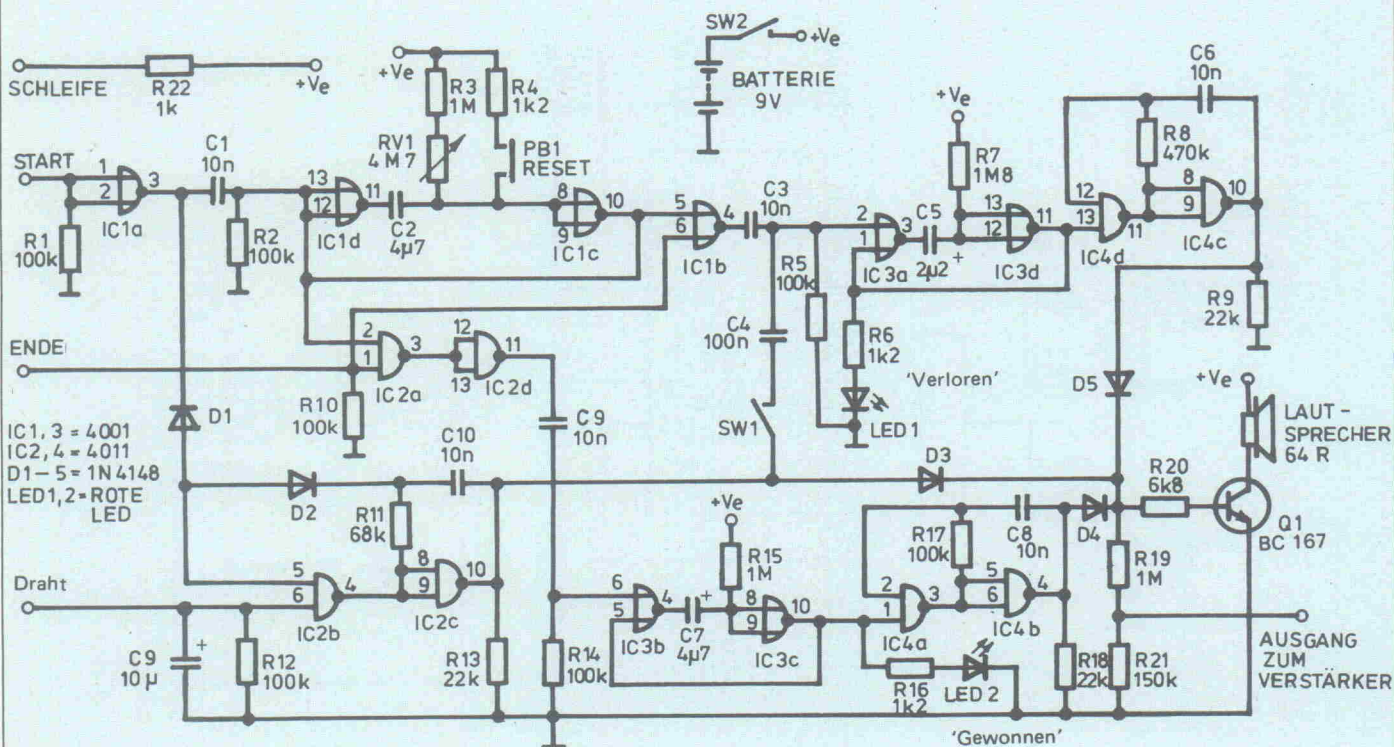 SCHLEIFE
R22
1k
+Ve
+Ve
R3
1M
R4
1k2
RV1
4M7
PB1
RESET
SW2
+Ve
BATTERIE
9V
START
1
2
3
IC1a
R1
100k
C1
10n
R2
100k
13
12
11
IC1d
C2
4µ7
8
9
10
IC1c
5
6
4
IC1b
C3
10n
R5
100k
C4
100n
SW1
2
1
3
IC3a
C5
2µ2
+
+Ve
R7
1M8
13
12
11
IC3d
R6
1k2
LED1
'Verloren'
12
13
11
IC4d
R8
470k
C6
10n
8
9
10
IC4c
R9
22k
D5
ENDE
R10
100k
2
1
3
IC2a
12
13
11
IC2d
C9
10n
D1
IC1, 3 = 4001
IC2, 4 = 4011
D1–5 = 1N4148
LED1,2 = ROTE
LED
D2
C10
10n
R11
68k
Draht
C9
10µ
+
R12
100k
5
6
4
IC2b
8
9
10
IC2c
R13
22k
R14
100k
6
5
4
IC3b
C7
4µ7
+
+Ve
R15
1M
8
9
10
IC3c
R16
1k2
LED 2
'Gewonnen'
2
1
3
IC4a
R17
100k
C8
10n
5
6
4
IC4b
D3
D4
R18
22k
R19
1M
R20
6k8
R21
150k
+Ve
LAUT–
SPRECHER
64 R
Q1
BC 167
AUSGANG
ZUM
VERSTÄRKER